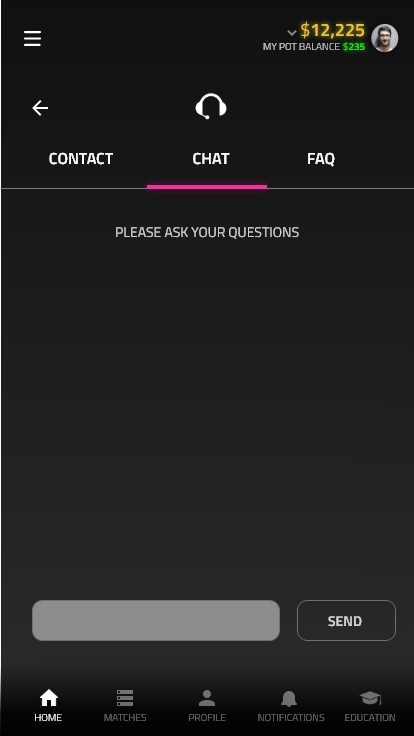 $12,225
MY POT BALANCE $235
CONTACT CHAT FAQ
PLEASE ASK YOUR QUESTIONS
SEND
HOME MATCHES PROFILE NOTIFICATIONS EDUCATION